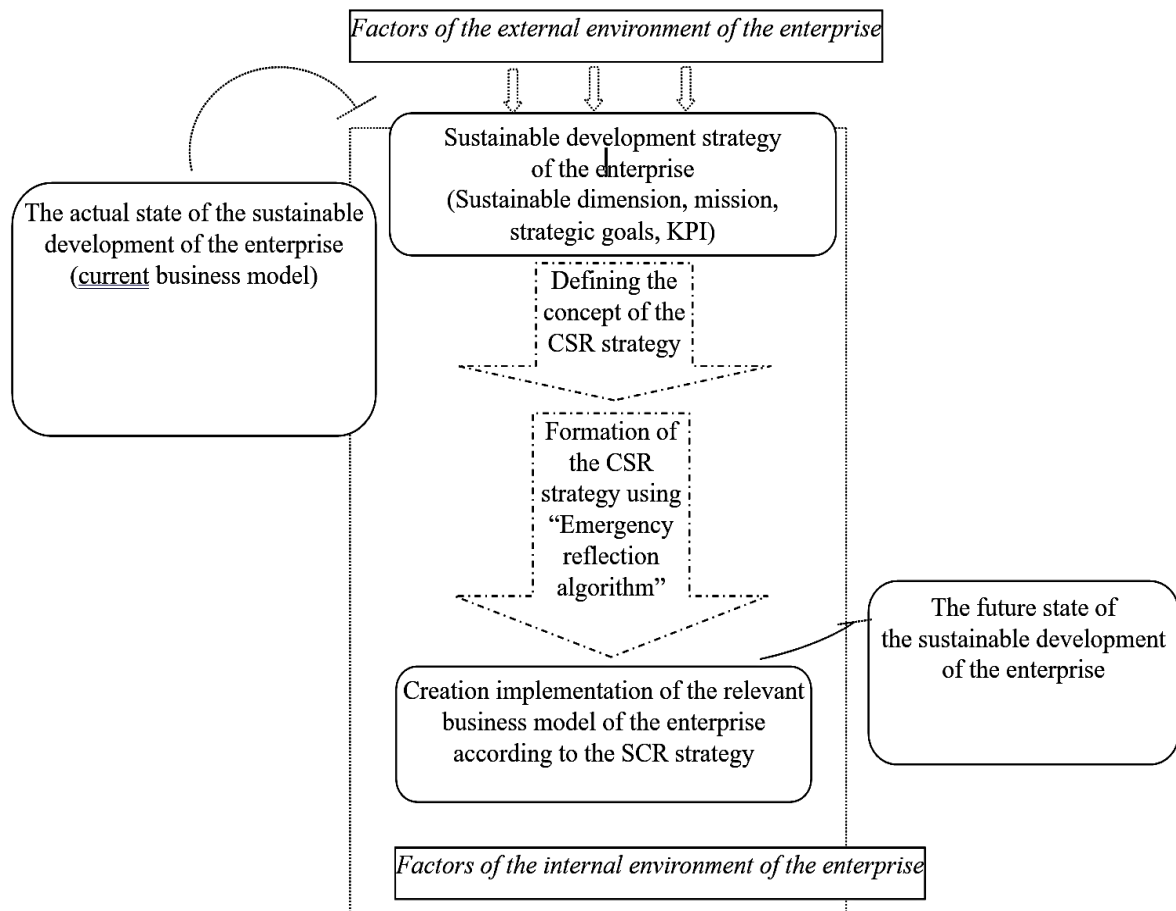 Factors of the external environment of the enterprise
Sustainable development strategy
of the enterprise
(Sustainable dimension, mission,
strategic goals, KPI)
The actual state of the sustainable
development of the enterprise
(current business model)
Defining the
concept of the
CSR strategy
Formation of
the CSR
strategy using
“Emergency
reflection
algorithm”
The future state of
the sustainable development
of the enterprise
Creation implementation of the relevant
business model of the enterprise
according to the SCR strategy
Factors of the internal environment of the enterprise